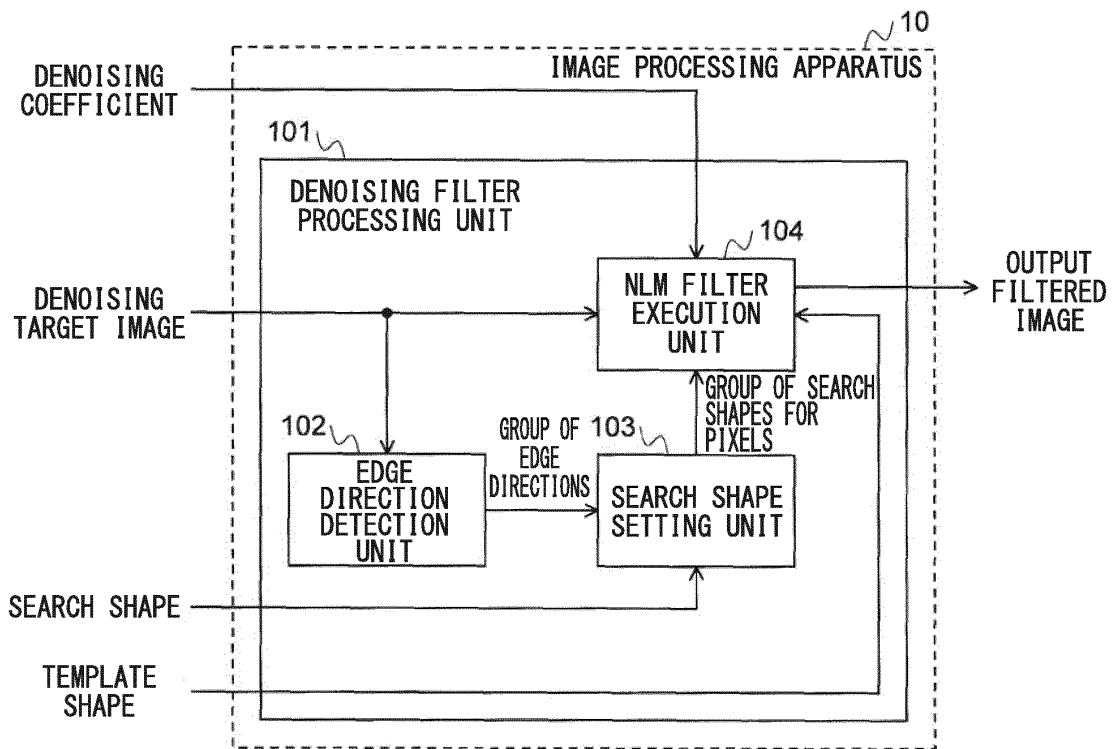 10
IMAGE PROCESSING APPARATUS
DENOISING
COEFFICIENT
101
DENOISING FILTER
PROCESSING UNIT
104
NLM FILTER
EXECUTION
UNIT
OUTPUT
FILTERED
IMAGE
DENOISING
TARGET IMAGE
GROUP OF SEARCH
SHAPES FOR
PIXELS
102
EDGE
DIRECTION
DETECTION
UNIT
GROUP OF
EDGE
DIRECTIONS
103
SEARCH SHAPE
SETTING UNIT
SEARCH SHAPE
TEMPLATE
SHAPE